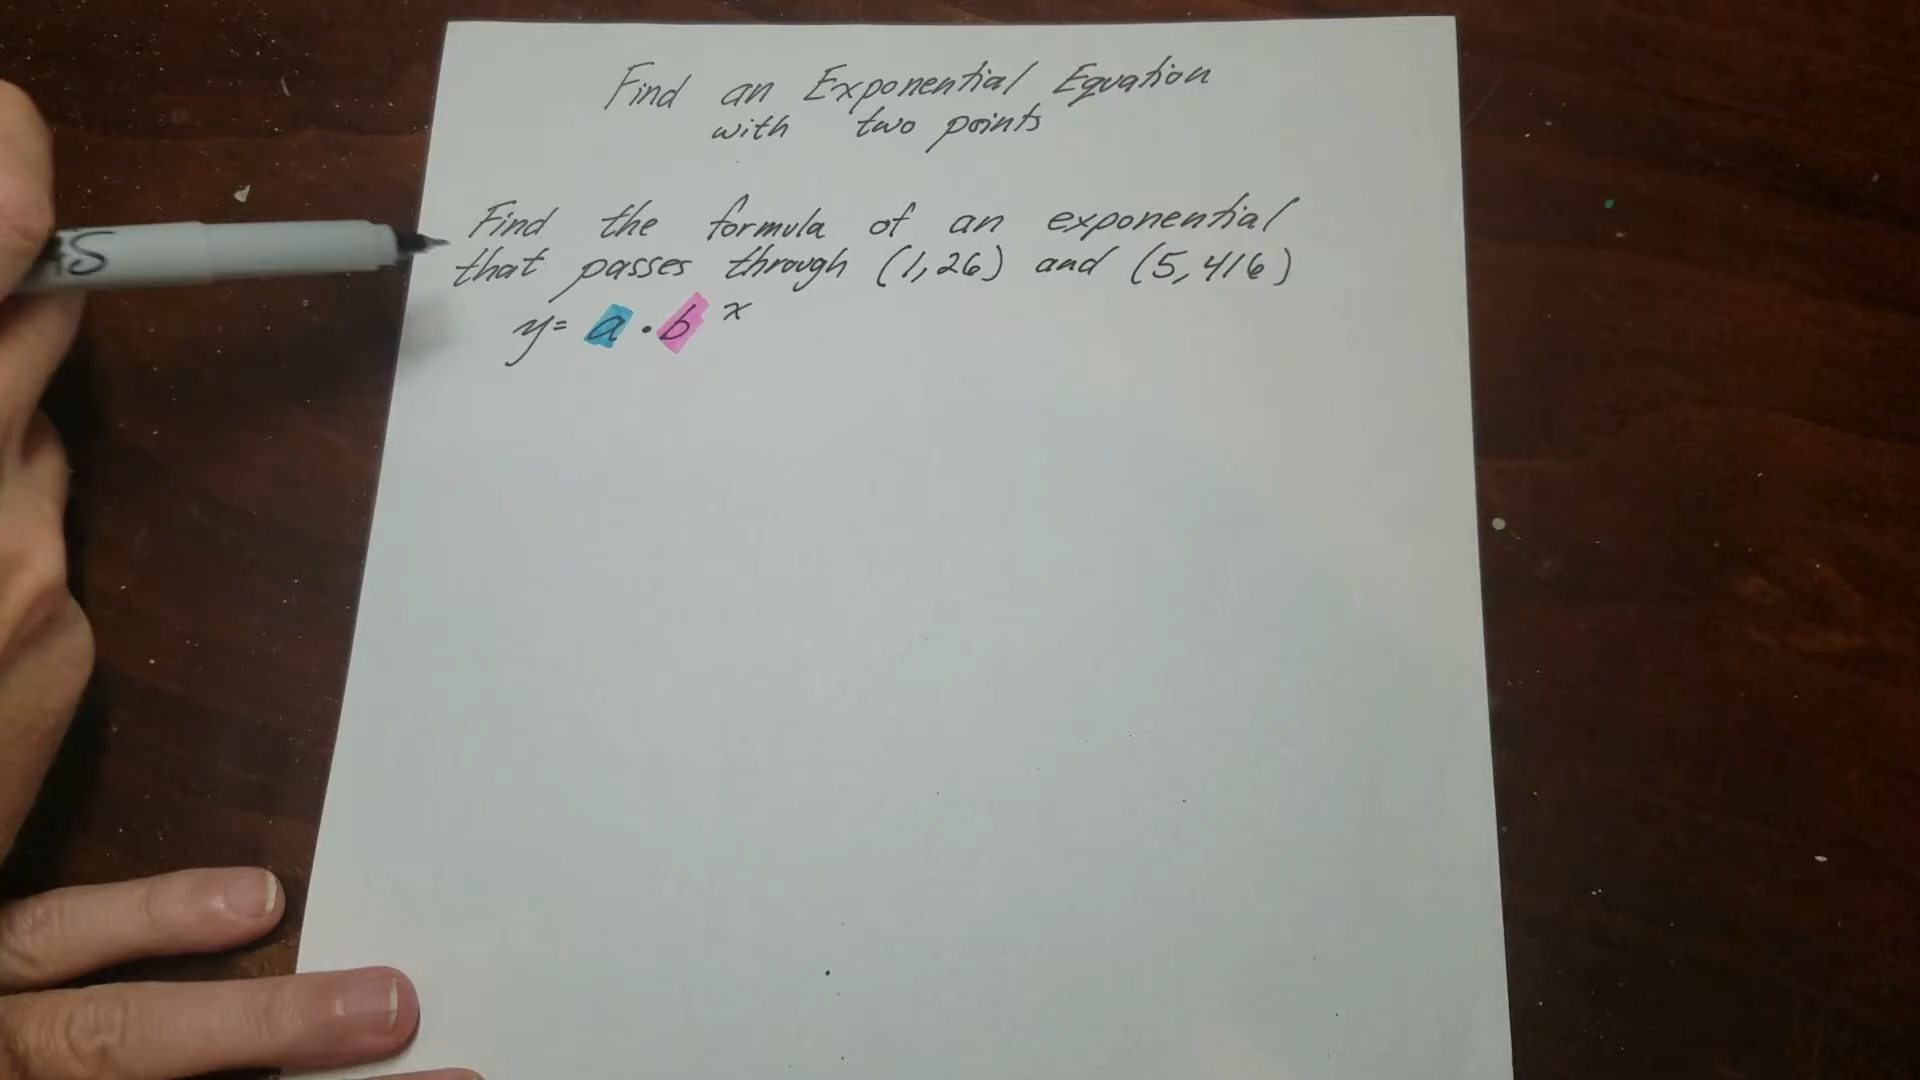 Find an Exponential Equation
with two points
Find the formula of an exponential
that passes through (1,26) and (5,416)
y= a · b^x